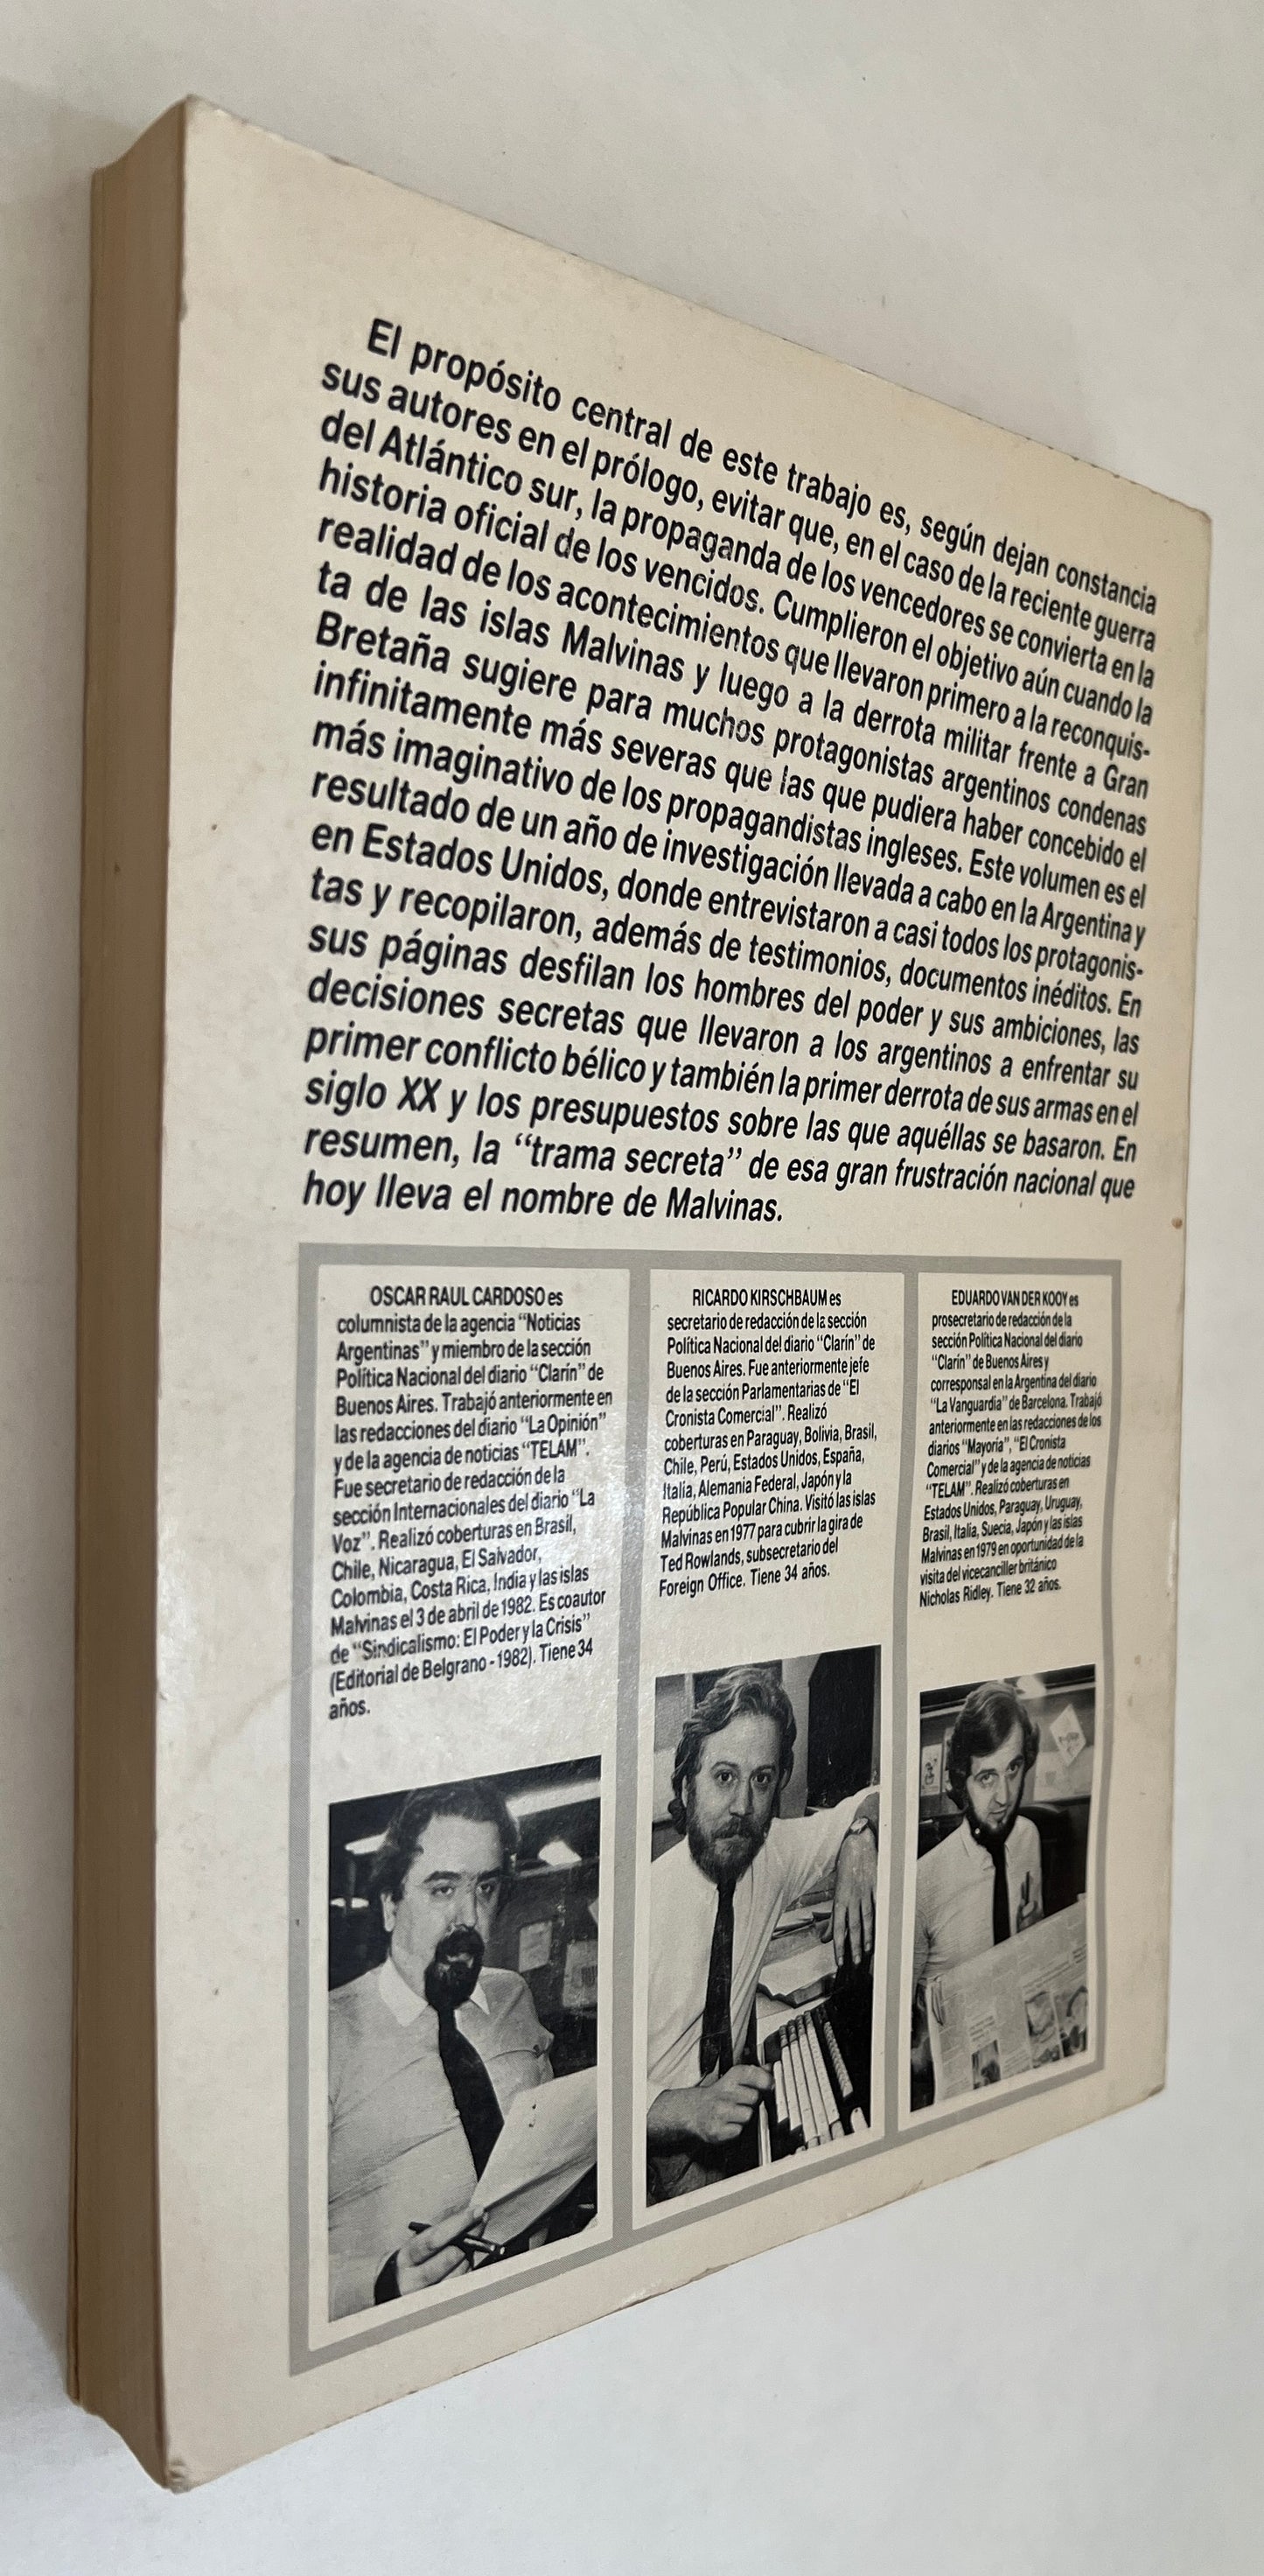 El propósito central de este trabajo es, según dejan constancia
sus autores en el prólogo, evitar que, en el caso de la reciente guerra
del Atlántico sur, la propaganda de los vencedores se convierta en la
historia oficial de los vencidos. Cumplieron el objetivo aún cuando la
realidad de los acontecimientos que llevaron primero a la reconquis-
ta de las islas Malvinas y luego a la derrota militar frente a Gran
Bretaña sugiere para muchos protagonistas argentinos condenas
infinitamente más severas que las que pudiera haber concebido el
más imaginativo de los propagandistas ingleses. Este volumen es el
resultado de un año de investigación llevada a cabo en la Argentina y
en Estados Unidos, donde entrevistaron a casi todos los protagonis-
tas y recopilaron, además de testimonios, documentos inéditos. En
sus páginas desfilan los hombres del poder y sus ambiciones, las
decisiones secretas que llevaron a los argentinos a enfrentar su
primer conflicto bélico y también la primer derrota de sus armas en el
siglo XX y los presupuestos sobre las que aquéllas se basaron. En
resumen, la “trama secreta” de esa gran frustración nacional que
hoy lleva el nombre de Malvinas.
OSCAR RAUL CARDOSO es
columnista de la agencia “Noticias
Argentinas” y miembro de la sección
Política Nacional del diario “Clarín” de
Buenos Aires. Trabajó anteriormente en
las redacciones del diario “La Opinión”
y de la agencia de noticias “TELAM”.
Fue secretario de redacción de la
sección Internacionales del diario “La
Voz”. Realizó coberturas en Brasil,
Chile, Nicaragua, El Salvador,
Colombia, Costa Rica, India y las islas
Malvinas el 3 de abril de 1982. Es coautor
de “Sindicalismo: El Poder y la Crisis”
(Editorial de Belgrano - 1982). Tiene 34
años.
RICARDO KIRSCHBAUM es
secretario de redacción de la sección
Política Nacional del diario “Clarín” de
Buenos Aires. Fue anteriormente jefe
de la sección Parlamentarias de “El
Cronista Comercial”. Realizó
coberturas en Paraguay, Bolivia, Brasil,
Chile, Perú, Estados Unidos, España,
Italia, Alemania Federal, Japón y la
República Popular China. Visitó las islas
Malvinas en 1977 para cubrir la gira de
Ted Rowlands, subsecretario del
Foreign Office. Tiene 34 años.
EDUARDO VAN DER KOOY es
prosecretario de redacción de la
sección Política Nacional del diario
“Clarín” de Buenos Aires y
corresponsal en la Argentina del diario
“La Vanguardia” de Barcelona. Trabajó
anteriormente en las redacciones de los
diarios “Mayoría”, “El Cronista
Comercial” y de la agencia de noticias
“TELAM”. Realizó coberturas en
Estados Unidos, Paraguay, Uruguay,
Brasil, Italia, Suecia, Japón y las islas
Malvinas en 1979 en oportunidad de la
visita del vicecanciller británico
Nicholas Ridley. Tiene 32 años.